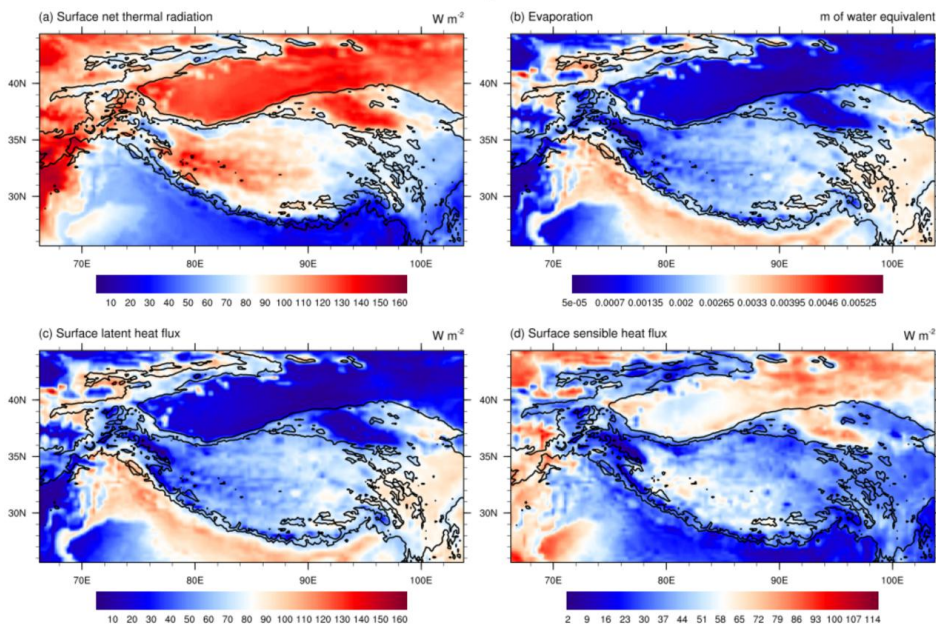 (a) Surface net thermal radiation W m-2
(b) Evaporation m of water equivalent
40N
35N
30N
70E 80E 90E 100E
40N
35N
30N
70E 80E 90E 100E
10 20 30 40 50 60 70 80 90 100 110 120 130 140 150 160
5e-05 0.0007 0.00135 0.002 0.00265 0.0033 0.00395 0.0046 0.00525
(c) Surface latent heat flux W m-2
(d) Surface sensible heat flux W m-2
40N
35N
30N
70E 80E 90E 100E
40N
35N
30N
70E 80E 90E 100E
10 20 30 40 50 60 70 80 90 100 110 120 130 140 150 160
2 9 16 23 30 37 44 51 58 65 72 79 86 93 100 107 114